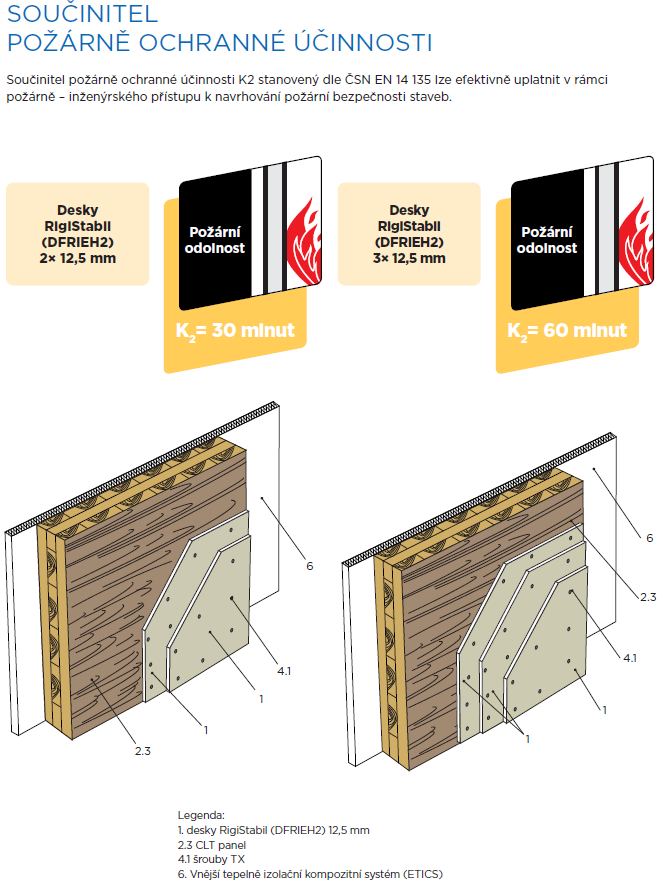 SOUČINITEL
POŽÁRNĚ OCHRANNÉ ÚČINNOSTI
Součinitel požárně ochranné účinnosti K2 stanovený dle ČSN EN 14 135 lze efektivně uplatnit v rámci
požárně – inženýrského přístupu k navrhování požární bezpečnosti staveb.
Desky
RigiStabil
(DFRIEH2)
2× 12,5 mm
Požární
odolnost
K2= 30 minut
Desky
RigiStabil
(DFRIEH2)
3× 12,5 mm
Požární
odolnost
K2= 60 minut
6
4.1
1
1
2.3
6
2.3
4.1
1
1
Legenda:
1. desky RigiStabil (DFRIEH2) 12,5 mm
2.3 CLT panel
4.1 šrouby TX
6. Vnější tepelně izolační kompozitní systém (ETICS)